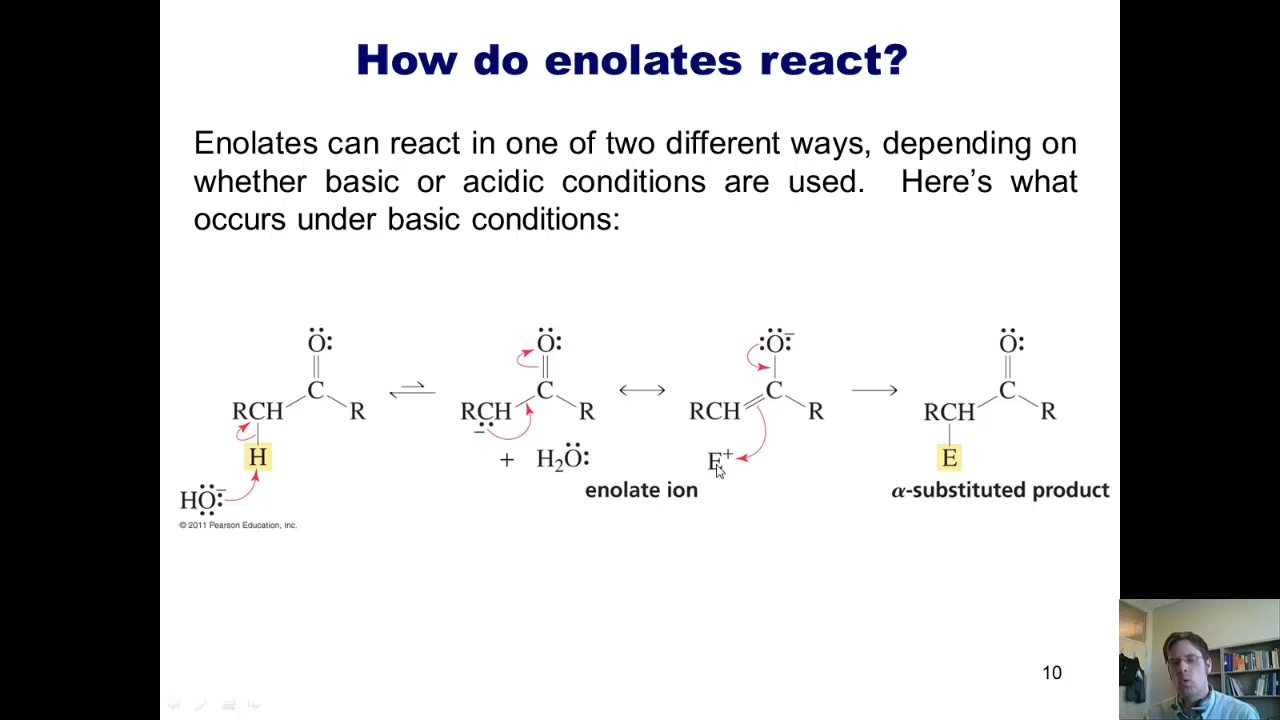 How do enolates react?
Enolates can react in one of two different ways, depending on
whether basic or acidic conditions are used. Here’s what
occurs under basic conditions:
:Ö: C RCH R H HÖ:⁻
:Ö: C RCH R ⁻ + H₂Ö:
:Ö:⁻ C RCH R E⁺
:Ö: C RCH R E
enolate ion
α-substituted product
© 2011 Pearson Education, Inc.
10